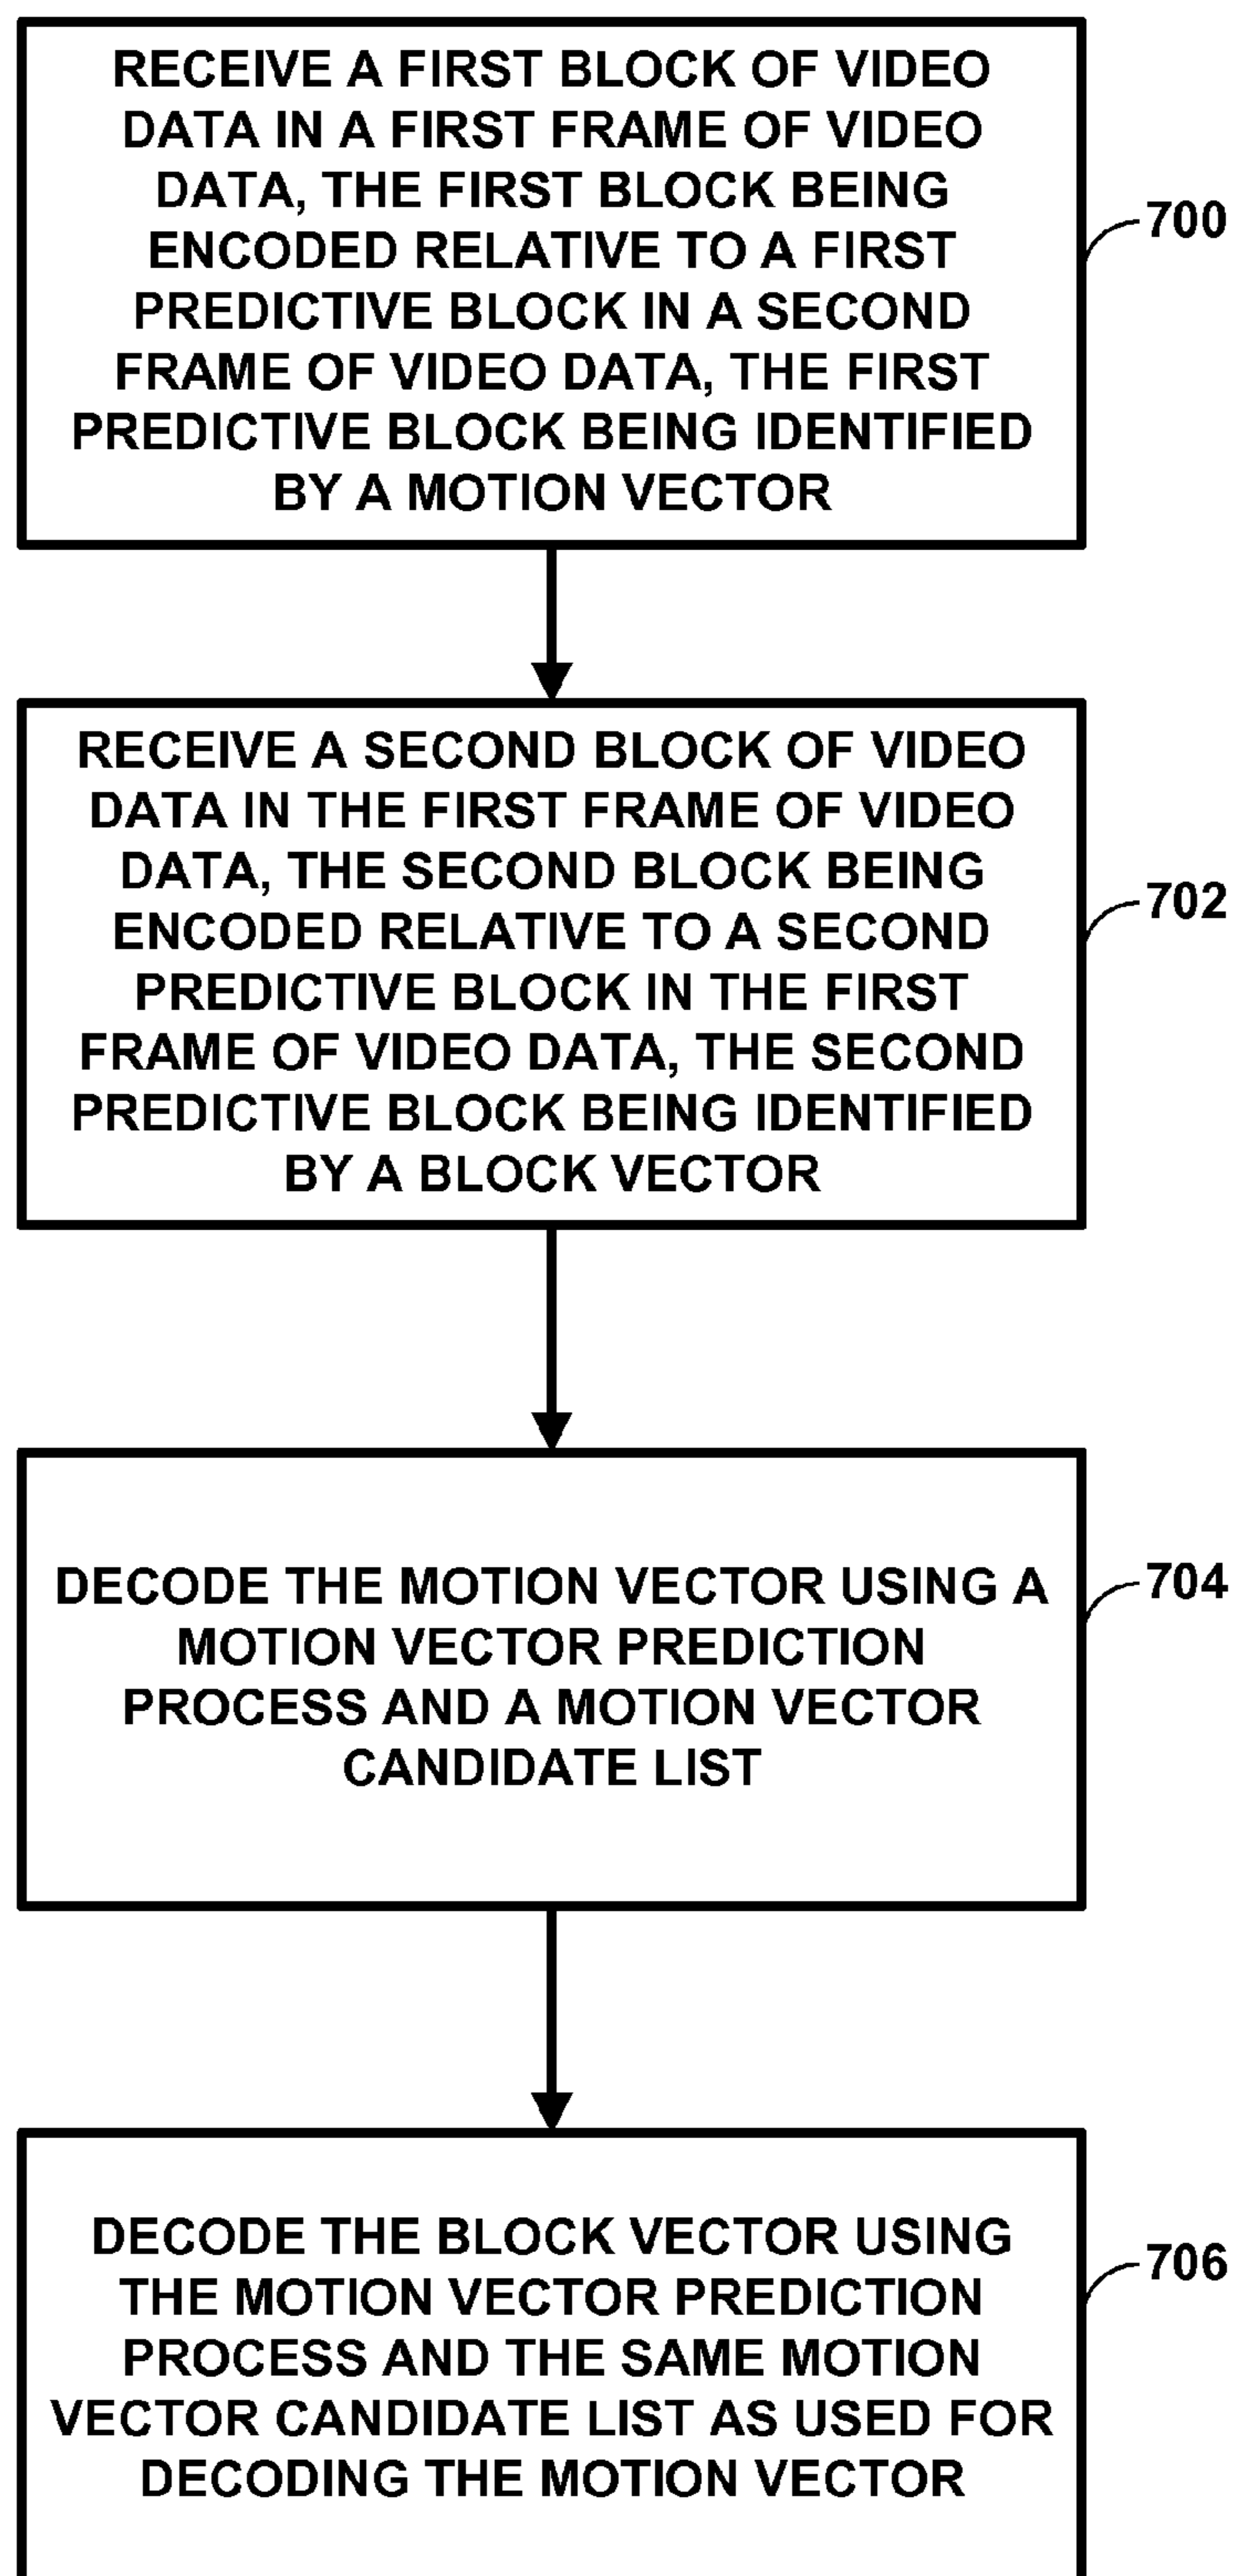 RECEIVE A FIRST BLOCK OF VIDEO
DATA IN A FIRST FRAME OF VIDEO
DATA, THE FIRST BLOCK BEING
ENCODED RELATIVE TO A FIRST
PREDICTIVE BLOCK IN A SECOND
FRAME OF VIDEO DATA, THE FIRST
PREDICTIVE BLOCK BEING IDENTIFIED
BY A MOTION VECTOR
700
RECEIVE A SECOND BLOCK OF VIDEO
DATA IN THE FIRST FRAME OF VIDEO
DATA, THE SECOND BLOCK BEING
ENCODED RELATIVE TO A SECOND
PREDICTIVE BLOCK IN THE FIRST
FRAME OF VIDEO DATA, THE SECOND
PREDICTIVE BLOCK BEING IDENTIFIED
BY A BLOCK VECTOR
702
DECODE THE MOTION VECTOR USING A
MOTION VECTOR PREDICTION
PROCESS AND A MOTION VECTOR
CANDIDATE LIST
704
DECODE THE BLOCK VECTOR USING
THE MOTION VECTOR PREDICTION
PROCESS AND THE SAME MOTION
VECTOR CANDIDATE LIST AS USED FOR
DECODING THE MOTION VECTOR
706